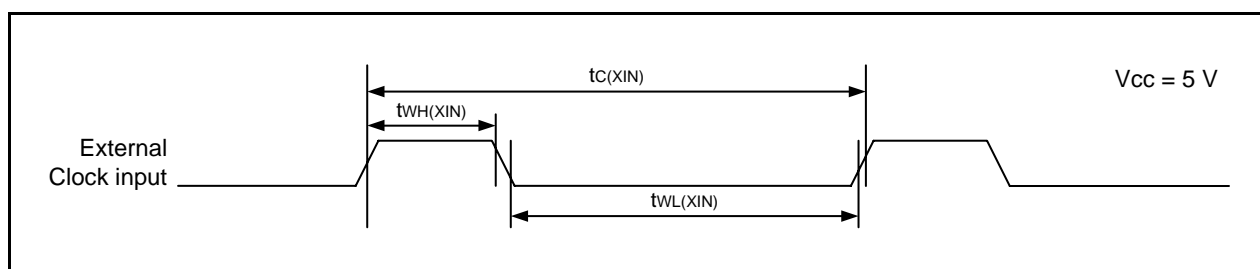 tC(XIN)
Vcc = 5 V
tWH(XIN)
External
Clock input
tWL(XIN)